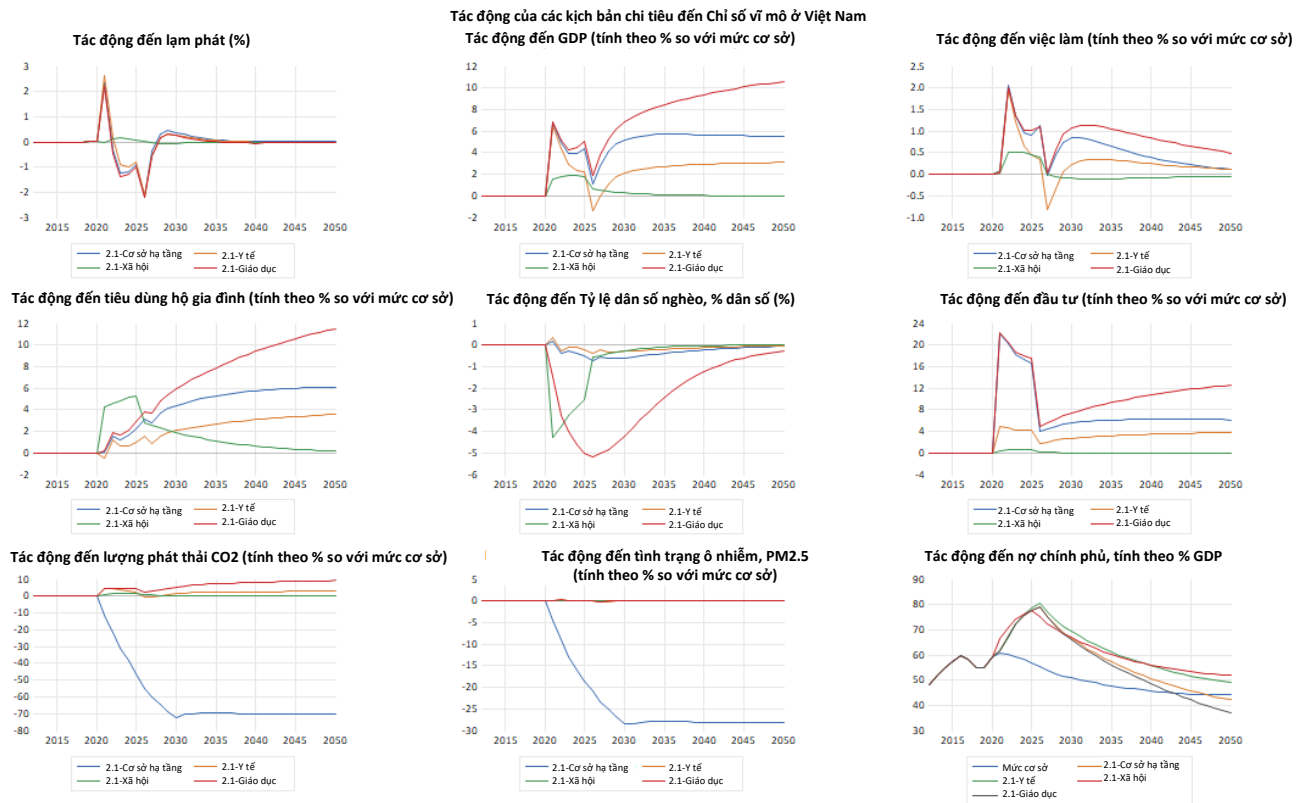 Tác động của các kịch bản chi tiêu đến Chỉ số vĩ mô ở Việt Nam
Tác động đến lạm phát (%)
3
2
1
0
-1
-2
-3
2015 2020 2025 2030 2035 2040 2045 2050
2.1-Cơ sở hạ tầng 2.1-Y tế
2.1-Xã hội 2.1-Giáo dục
Tác động đến GDP (tính theo % so với mức cơ sở)
12
10
8
6
4
2
0
-2
2015 2020 2025 2030 2035 2040 2045 2050
2.1-Cơ sở hạ tầng 2.1-Y tế
2.1-Xã hội 2.1-Giáo dục
Tác động đến việc làm (tính theo % so với mức cơ sở)
2.5
2.0
1.5
1.0
0.5
0.0
-0.5
-1.0
2015 2020 2025 2030 2035 2040 2045 2050
2.1-Cơ sở hạ tầng 2.1-Y tế
2.1-Xã hội 2.1-Giáo dục
Tác động đến tiêu dùng hộ gia đình (tính theo % so với mức cơ sở)
12
10
8
6
4
2
0
-2
2015 2020 2025 2030 2035 2040 2045 2050
2.1-Cơ sở hạ tầng 2.1-Y tế
2.1-Xã hội 2.1-Giáo dục
Tác động đến Tỷ lệ dân số nghèo, % dân số (%)
1
0
-1
-2
-3
-4
-5
-6
2015 2020 2025 2030 2035 2040 2045 2050
2.1-Cơ sở hạ tầng 2.1-Y tế
2.1-Xã hội 2.1-Giáo dục
Tác động đến đầu tư (tính theo % so với mức cơ sở)
24
20
16
12
8
4
0
-4
2015 2020 2025 2030 2035 2040 2045 2050
2.1-Cơ sở hạ tầng 2.1-Y tế
2.1-Xã hội 2.1-Giáo dục
Tác động đến lượng phát thải CO2 (tính theo % so với mức cơ sở)
10
0
-10
-20
-30
-40
-50
-60
-70
-80
2015 2020 2025 2030 2035 2040 2045 2050
2.1-Cơ sở hạ tầng 2.1-Y tế
2.1-Xã hội 2.1-Giáo dục
Tác động đến tình trạng ô nhiễm, PM2.5
(tính theo % so với mức cơ sở)
5
0
-5
-10
-15
-20
-25
-30
2015 2020 2025 2030 2035 2040 2045 2050
2.1-Cơ sở hạ tầng 2.1-Y tế
2.1-Xã hội 2.1-Giáo dục
Tác động đến nợ chính phủ, tính theo % GDP
90
80
70
60
50
40
30
2015 2020 2025 2030 2035 2040 2045 2050
Mức cơ sở 2.1-Cơ sở hạ tầng
2.1-Y tế 2.1-Xã hội
2.1-Giáo dục